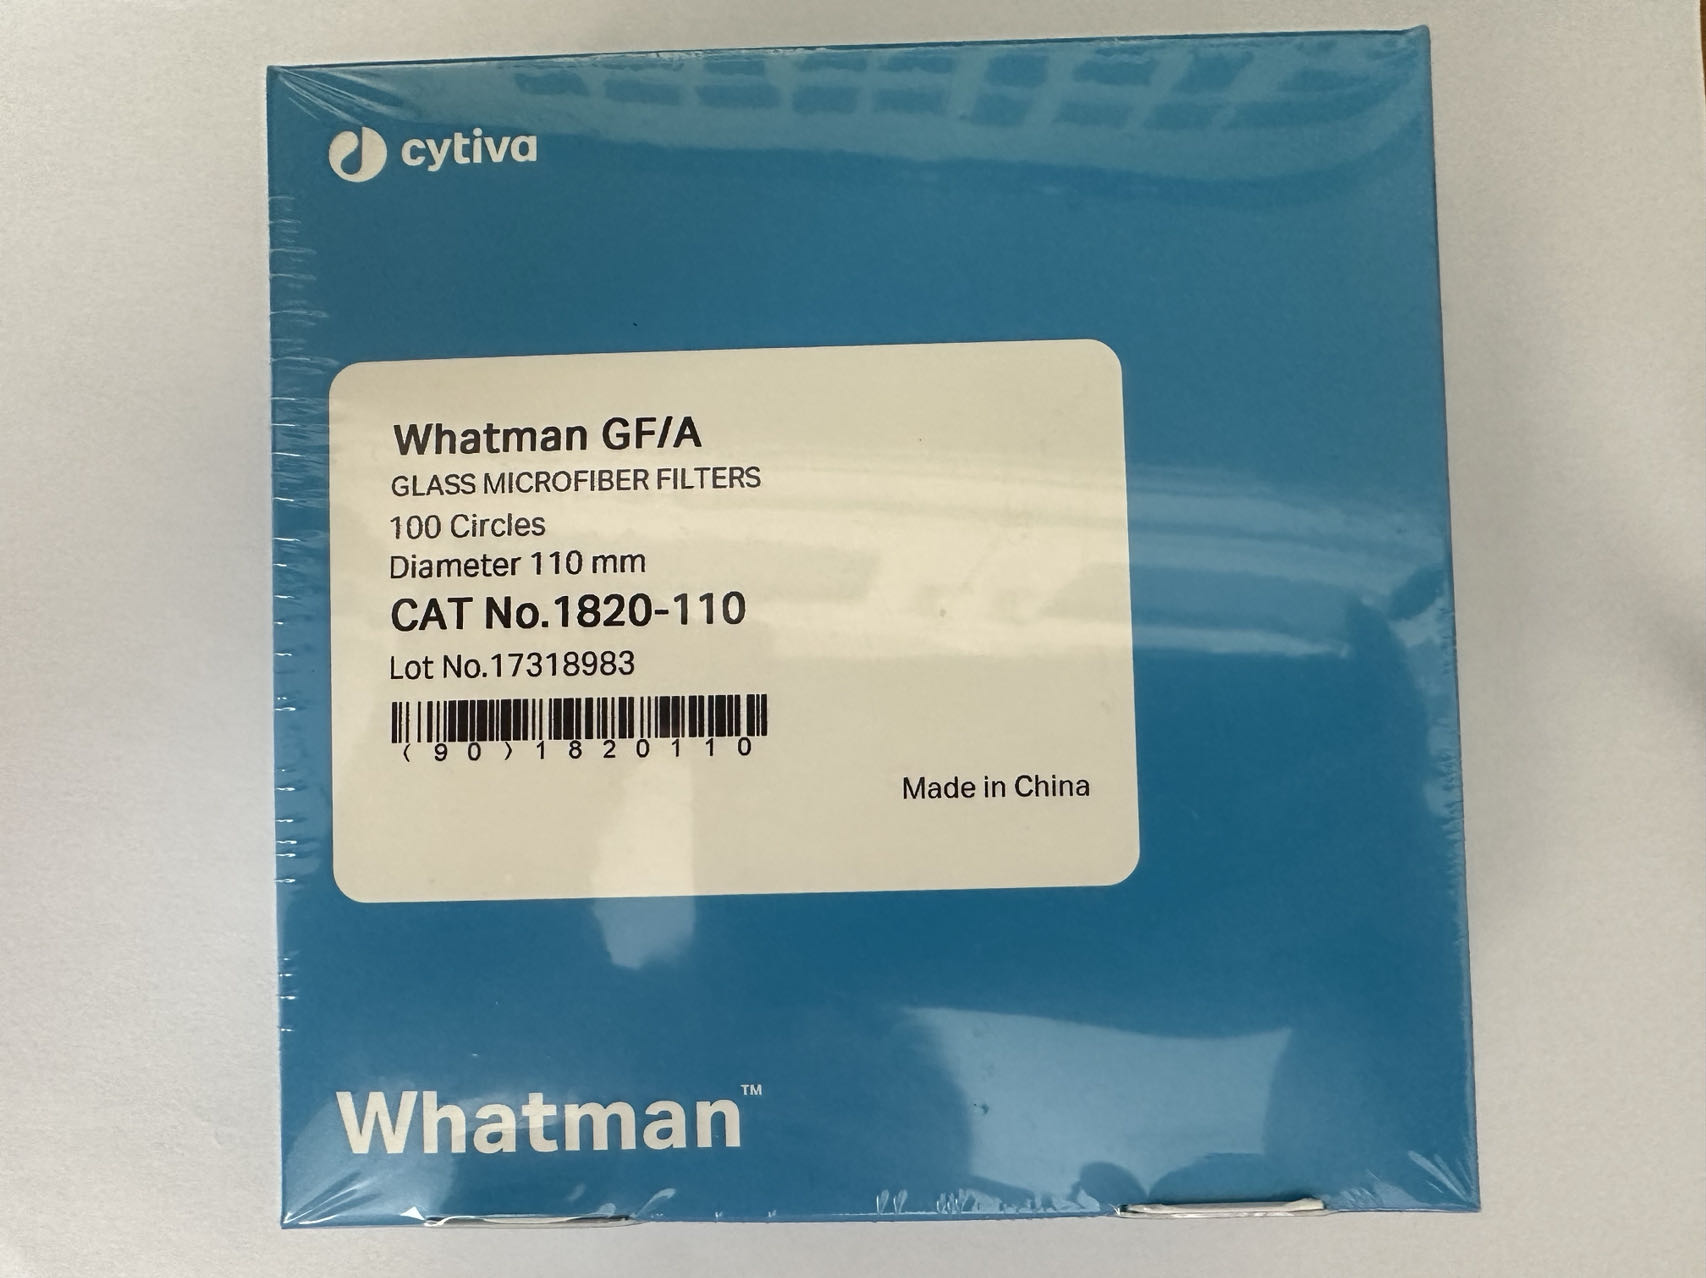 cytiva
Whatman GF/A
GLASS MICROFIBER FILTERS
100 Circles
Diameter 110 mm
CAT No.1820-110
Lot No.17318983
(90)1820110
Made in China
Whatman™